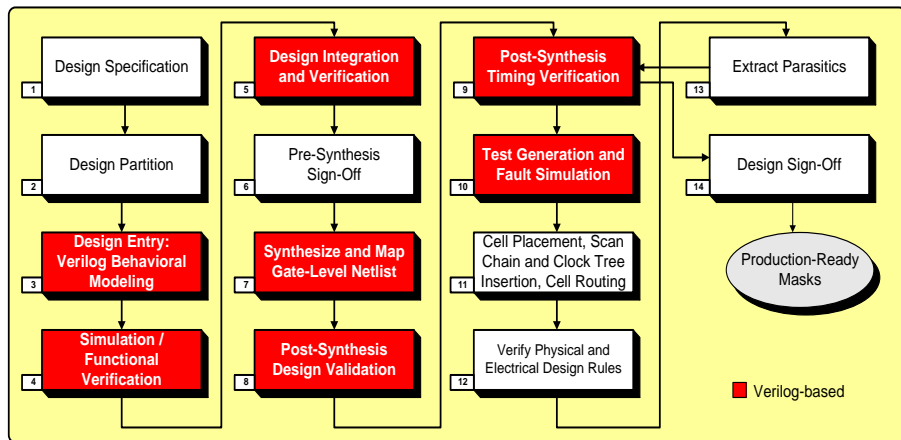 Design Specification
1
Design Partition
2
Design Entry:
Verilog Behavioral
Modeling
3
Simulation /
Functional
Verification
4
Design Integration
and Verification
5
Pre-Synthesis
Sign-Off
6
Synthesize and Map
Gate-Level Netlist
7
Post-Synthesis
Design Validation
8
Post-Synthesis
Timing Verification
9
Test Generation and
Fault Simulation
10
Cell Placement, Scan
Chain and Clock Tree
Insertion, Cell Routing
11
Verify Physical and
Electrical Design Rules
12
Extract Parasitics
13
Design Sign-Off
14
Production-Ready
Masks
Verilog-based